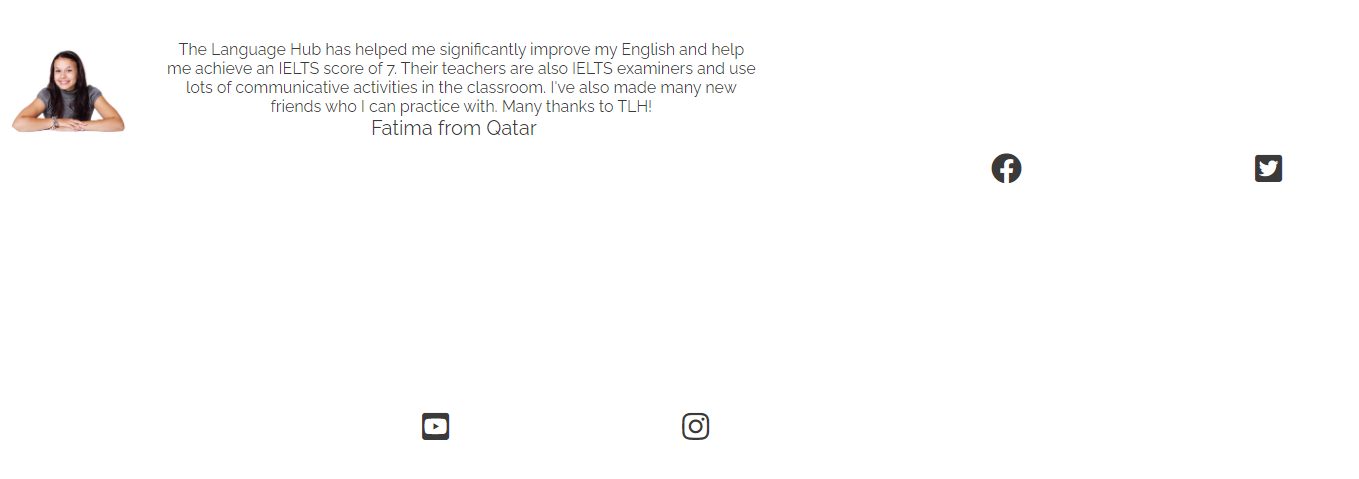 The Language Hub has helped me significantly improve my English and help
me achieve an IELTS score of 7. Their teachers are also IELTS examiners and use
lots of communicative activities in the classroom. I've also made many new
friends who I can practice with. Many thanks to TLH!
Fatima from Qatar